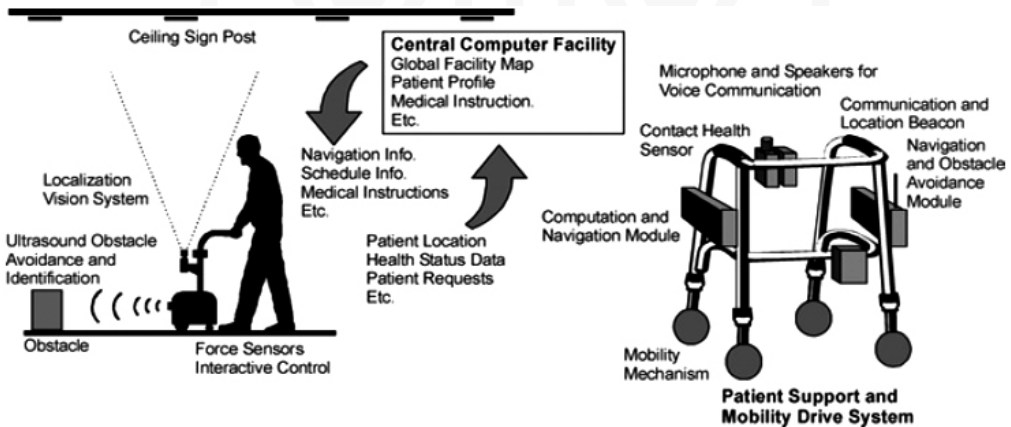 Ceiling Sign Post
Central Computer Facility
Global Facility Map
Patient Profile
Medical Instruction.
Etc.
Navigation Info.
Schedule Info.
Medical Instructions
Etc.
Localization
Vision System
Ultrasound Obstacle
Avoidance and
Identification
Patient Location
Health Status Data
Patient Requests
Etc.
Obstacle
Force Sensors
Interactive Control
Microphone and Speakers for
Voice Communication
Communication and
Location Beacon
Contact Health
Sensor
Navigation
and Obstacle
Avoidance
Module
Computation and
Navigation Module
Mobility
Mechanism
Patient Support and
Mobility Drive System